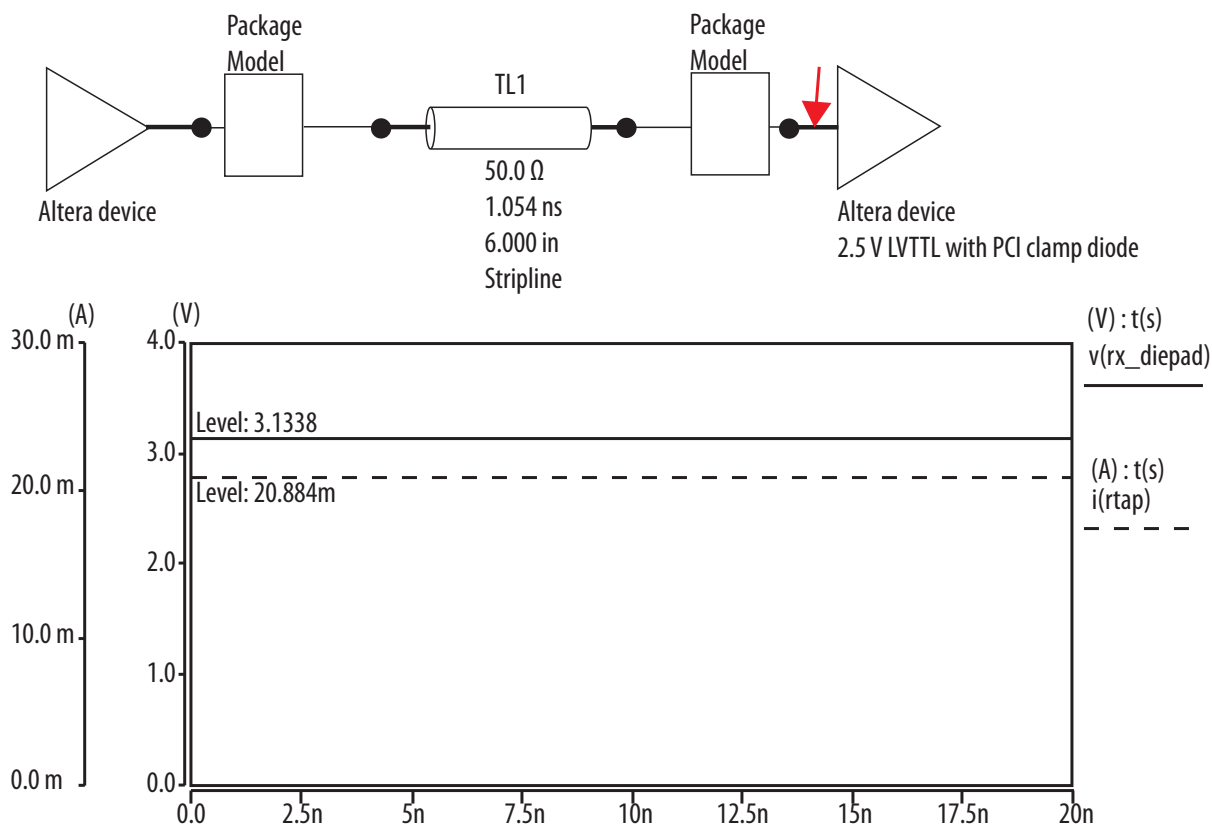 Package
Model
Package
Model
TL1
50.0 Ω
1.054 ns
6.000 in
Stripline
Altera device
Altera device
2.5 V LVTTL with PCI clamp diode
(A)
(V)
30.0 m
20.0 m
10.0 m
0.0 m
4.0
3.0
2.0
1.0
0.0
Level: 3.1338
Level: 20.884m
(V) : t(s)
v(rx_diepad)
(A) : t(s)
i(rtap)
0.0 2.5n 5n 7.5n 10n 12.5n 15n 17.5n 20n